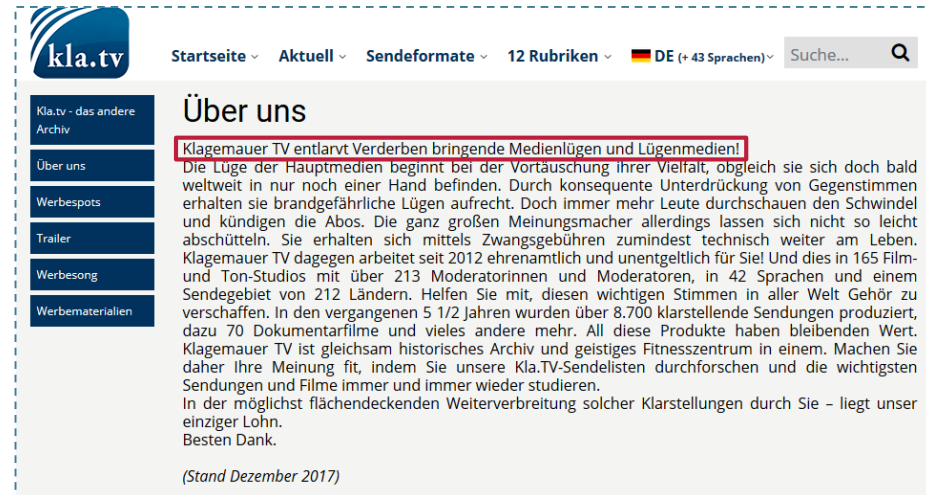 kla.tv
Startseite Aktuell Sendeformate 12 Rubriken DE (+ 43 Sprachen) Suche...
Kla.tv - das andere
Archiv
Über uns
Werbespots
Trailer
Werbesong
Werbematerialien
Über uns
Klagemauer TV entlarvt Verderben bringende Medienlügen und Lügenmedien!
Die Lüge der Hauptmedien beginnt bei der Vortäuschung ihrer Vielfalt, obgleich sie sich doch bald
weltweit in nur noch einer Hand befinden. Durch konsequente Unterdrückung von Gegenstimmen
erhalten sie brandgefährliche Lügen aufrecht. Doch immer mehr Leute durchschauen den Schwindel
und kündigen die Abos. Die ganz großen Meinungsmacher allerdings lassen sich nicht so leicht
abschütteln. Sie erhalten sich mittels Zwangsgebühren zumindest technisch weiter am Leben.
Klagemauer TV dagegen arbeitet seit 2012 ehrenamtlich und unentgeltlich für Sie! Und dies in 165 Film-
und Ton-Studios mit über 213 Moderatorinnen und Moderatoren, in 42 Sprachen und einem
Sendegebiet von 212 Ländern. Helfen Sie mit, diesen wichtigen Stimmen in aller Welt Gehör zu
verschaffen. In den vergangenen 5 1/2 Jahren wurden über 8.700 klarstellende Sendungen produziert,
dazu 70 Dokumentarfilme und vieles andere mehr. All diese Produkte haben bleibenden Wert.
Klagemauer TV ist gleichsam historisches Archiv und geistiges Fitnesszentrum in einem. Machen Sie
daher Ihre Meinung fit, indem Sie unsere Kla.TV-Sendelisten durchforschen und die wichtigsten
Sendungen und Filme immer und immer wieder studieren.
In der möglichst flächendeckenden Weiterverbreitung solcher Klarstellungen durch Sie – liegt unser
einziger Lohn.
Besten Dank.
(Stand Dezember 2017)